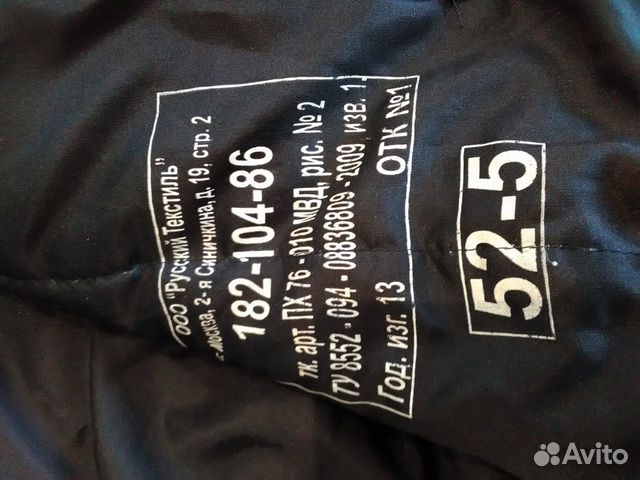 ООО "Русский Текстиль"
г. Москва, 2-я Синичкина, д. 19, стр. 2
182-104-86
тк. арт. ПХ 76 - 010 МВД, рис. № 2
ТУ 8552 - 094 - 08836809 -2009, изв. 1.
Год. изг. 13 ОТК №1
52-5
Avito